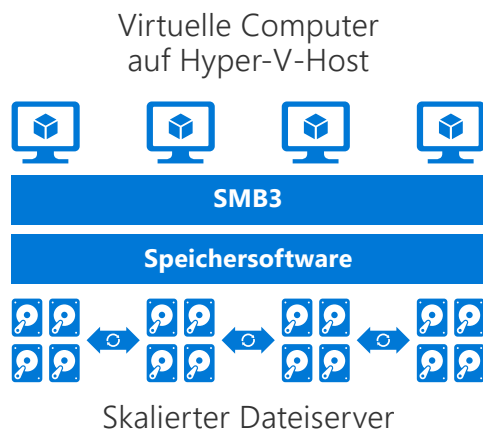 Virtuelle Computer
auf Hyper-V-Host
SMB3
Speichersoftware
Skalierter Dateiserver